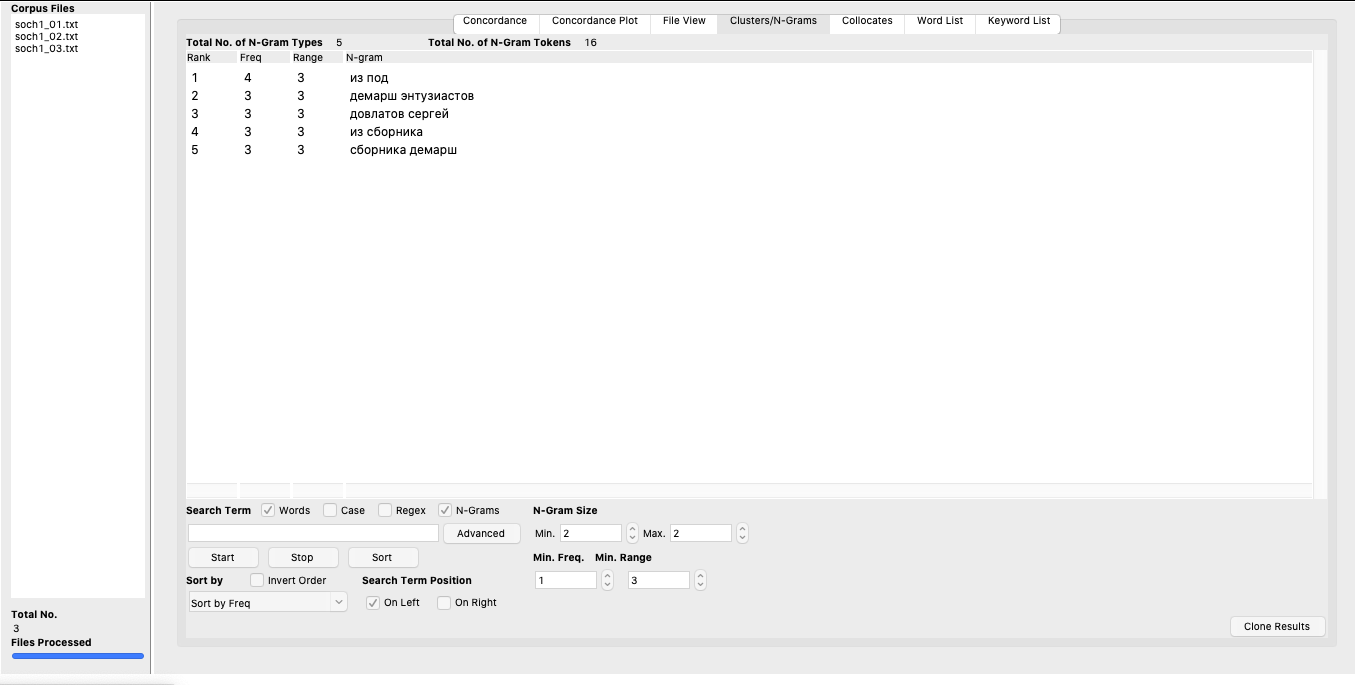 Corpus Files
soch1_01.txt
soch1_02.txt
soch1_03.txt
Total No.
3
Files Processed
Concordance Concordance Plot File View Clusters/N-Grams Collocates Word List Keyword List
Total No. of N-Gram Types 5 Total No. of N-Gram Tokens 16
Rank Freq Range N-gram
1 4 3 из под
2 3 3 демарш энтузиастов
3 3 3 довлатов сергей
4 3 3 из сборника
5 3 3 сборника демарш
Search Term Words Case Regex N-Grams N-Gram Size
Advanced Min. 2 Max. 2
Start Stop Sort Min. Freq. Min. Range
Sort by Invert Order Search Term Position 1 3
Sort by Freq On Left On Right
Clone Results